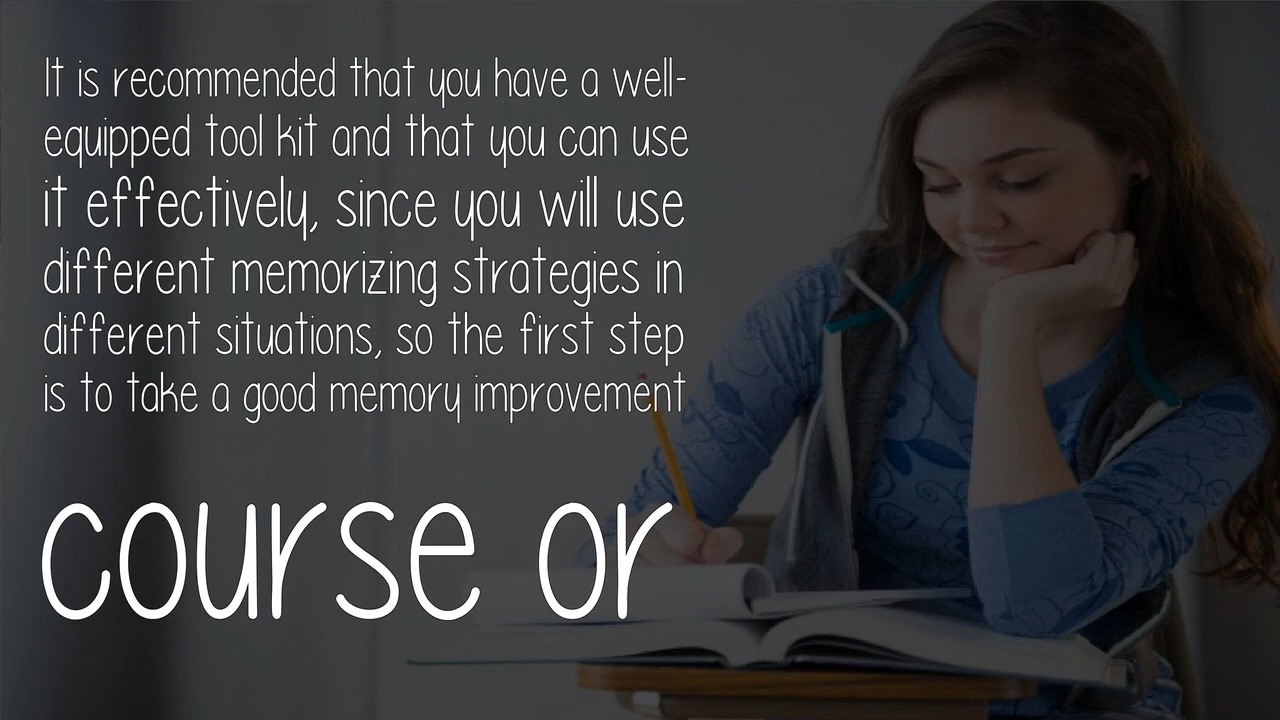 It is recommended that you have a well-
equipped tool kit and that you can use
it effectively, since you will use
different memorizing strategies in
different situations, so the first step
is to take a good memory improvement
course or